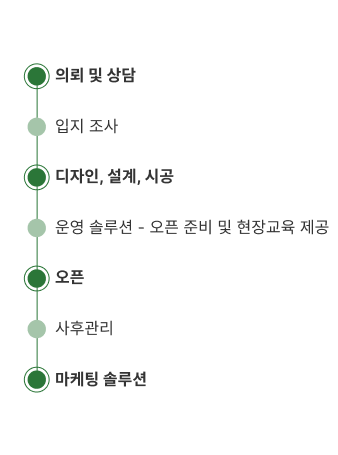 의뢰 및 상담
입지 조사
디자인, 설계, 시공
운영 솔루션 - 오픈 준비 및 현장교육 제공
오픈
사후관리
마케팅 솔루션